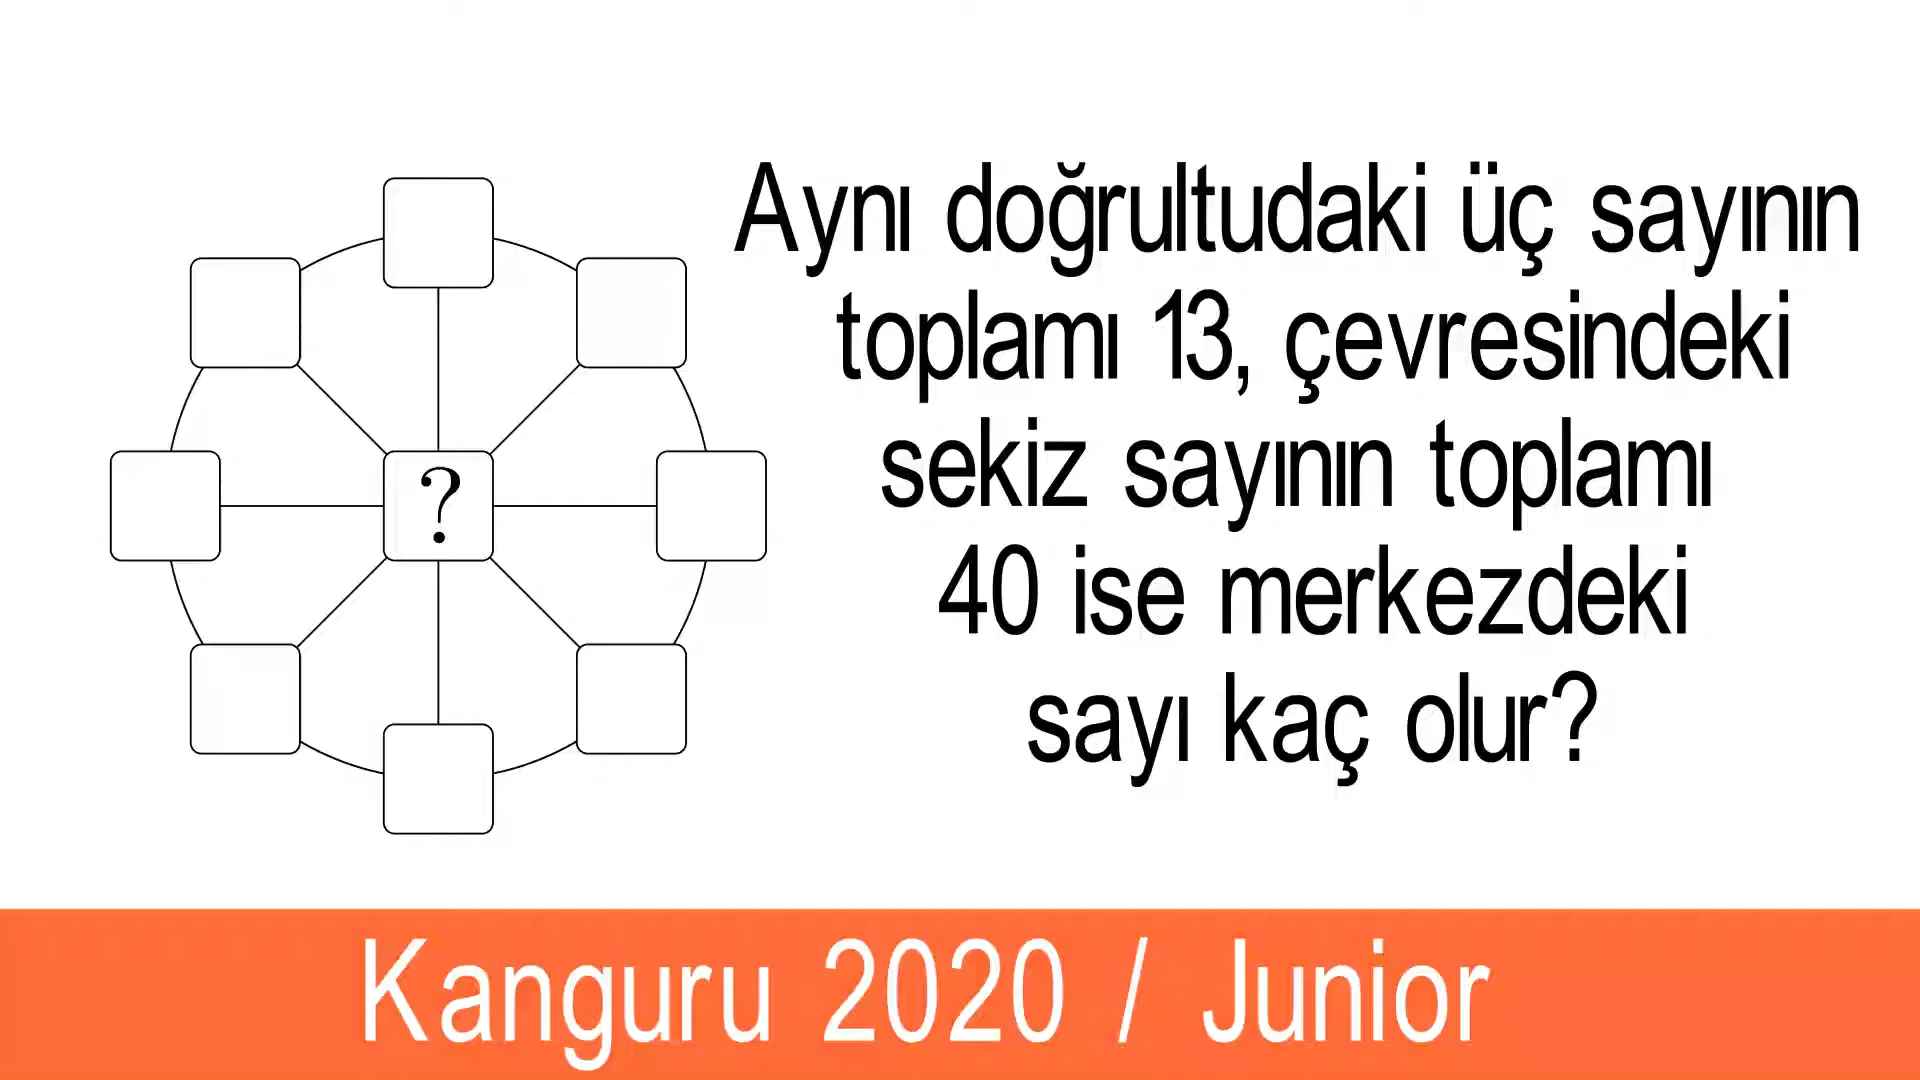 Aynı doğrultudaki üç sayının
toplamı 13, çevresindeki
sekiz sayının toplamı
40 ise merkezdeki
sayı kaç olur?
?
Kanguru 2020 / Junior